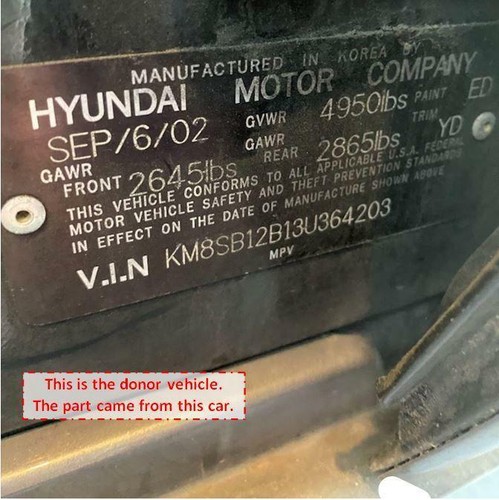 MANUFACTURED IN KOREA BY
HYUNDAI MOTOR COMPANY
SEP/6/02 GVWR 4950lbs PAINT ED
GAWR FRONT 2645lbs GAWR REAR 2865lbs TRIM YD
THIS VEHICLE CONFORMS TO ALL APPLICABLE U.S.A. FEDERAL
MOTOR VEHICLE SAFETY AND THEFT PREVENTION STANDARDS
IN EFFECT ON THE DATE OF MANUFACTURE SHOWN ABOVE
V.I.N KM8SB12B13U364203
MPV
This is the donor vehicle.
The part came from this car.